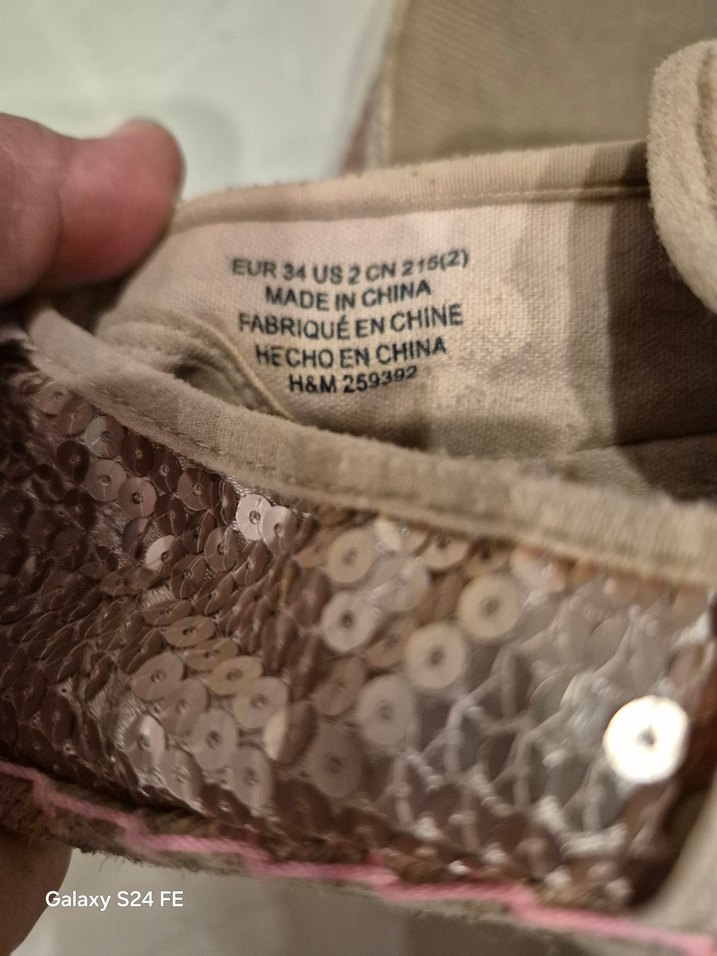 EUR 34 US 2 CN 215(2)
MADE IN CHINA
FABRIQUÉ EN CHINE
HECHO EN CHINA
H&M 259392
Galaxy S24 FE